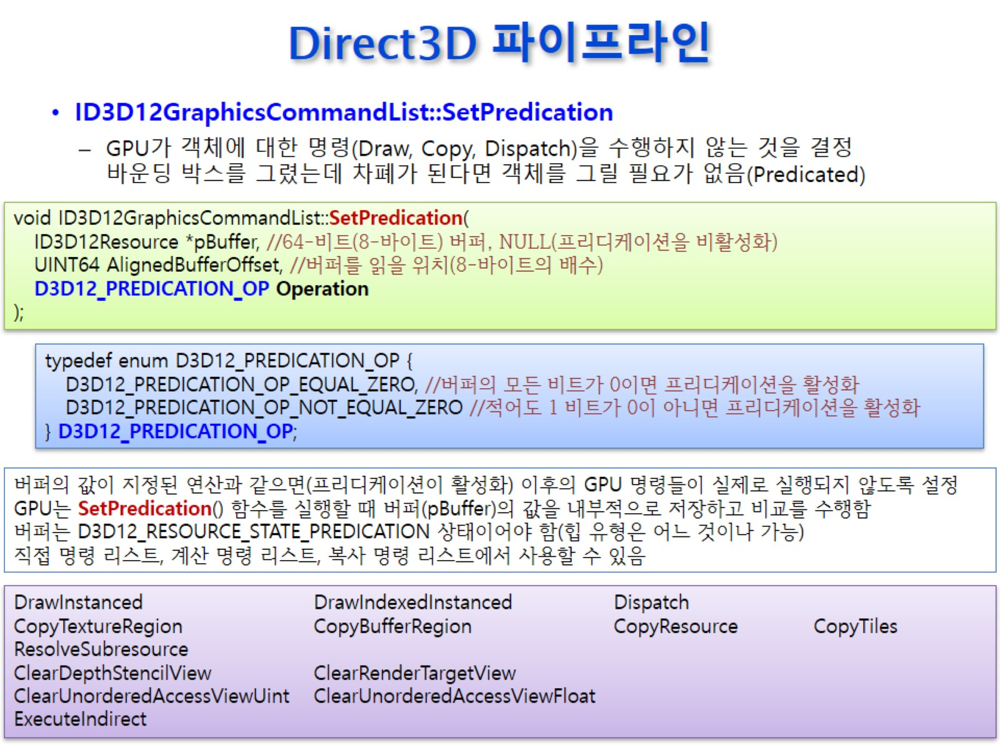 Direct3D 파이프라인
• ID3D12GraphicsCommandList::SetPredication
– GPU가 객체에 대한 명령(Draw, Copy, Dispatch)을 수행하지 않는 것을 결정
바운딩 박스를 그렸는데 차폐가 된다면 객체를 그릴 필요가 없음(Predicated)
void ID3D12GraphicsCommandList::SetPredication(
ID3D12Resource *pBuffer, //64-비트(8-바이트) 버퍼, NULL(프리디케이션을 비활성화)
UINT64 AlignedBufferOffset, //버퍼를 읽을 위치(8-바이트의 배수)
D3D12_PREDICATION_OP Operation
);
typedef enum D3D12_PREDICATION_OP {
D3D12_PREDICATION_OP_EQUAL_ZERO, //버퍼의 모든 비트가 0이면 프리디케이션을 활성화
D3D12_PREDICATION_OP_NOT_EQUAL_ZERO //적어도 1 비트가 0이 아니면 프리디케이션을 활성화
} D3D12_PREDICATION_OP;
버퍼의 값이 지정된 연산과 같으면(프리디케이션이 활성화) 이후의 GPU 명령들이 실제로 실행되지 않도록 설정
GPU는 SetPredication() 함수를 실행할 때 버퍼(pBuffer)의 값을 내부적으로 저장하고 비교를 수행함
버퍼는 D3D12_RESOURCE_STATE_PREDICATION 상태이어야 함(힙 유형은 어느 것이나 가능)
직접 명령 리스트, 계산 명령 리스트, 복사 명령 리스트에서 사용할 수 있음
DrawInstanced DrawIndexedInstanced Dispatch
CopyTextureRegion CopyBufferRegion CopyResource CopyTiles
ResolveSubresource
ClearDepthStencilView ClearRenderTargetView
ClearUnorderedAccessViewUint ClearUnorderedAccessViewFloat
ExecuteIndirect